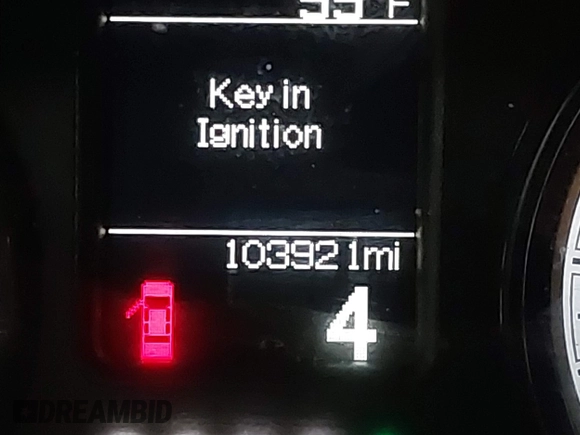 Key in
Ignition
103921mi
4
DREAMBID